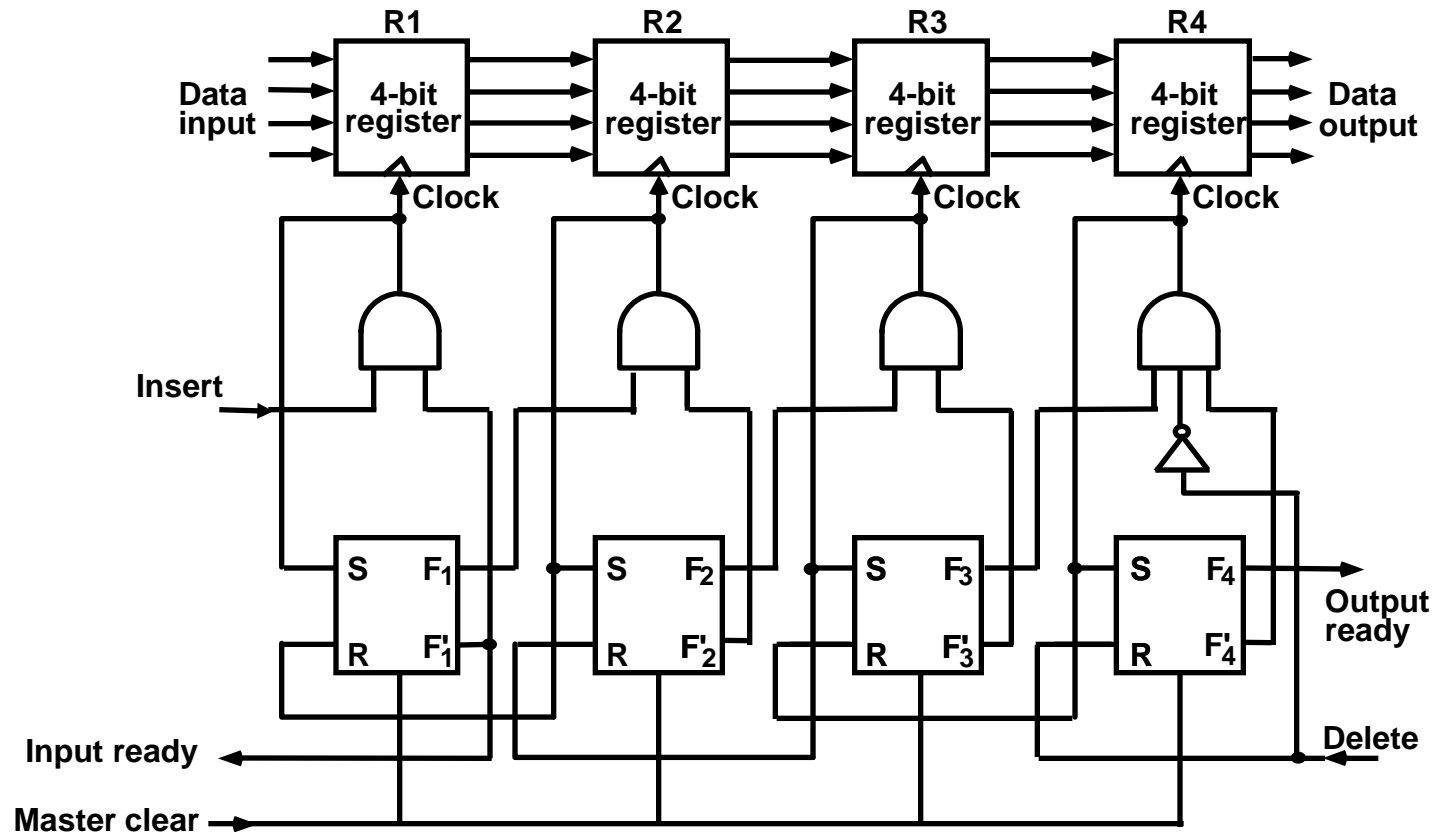 R1 R2 R3 R4
Data input
4-bit register
4-bit register
4-bit register
4-bit register
Data output
Clock Clock Clock Clock
Insert
S F1 S F2 S F3 S F4
R F'1 R F'2 R F'3 R F'4
Output ready
Input ready
Delete
Master clear